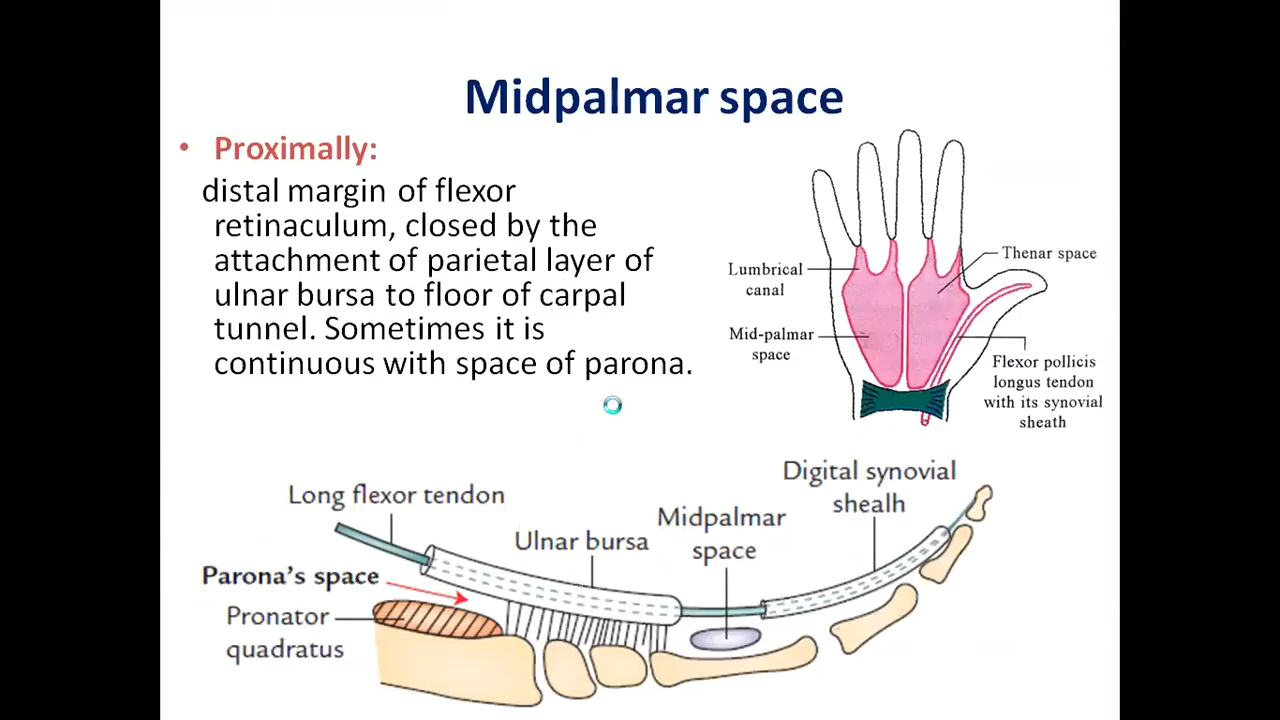 Midpalmar space
• Proximally:
distal margin of flexor
retinaculum, closed by the
attachment of parietal layer of
ulnar bursa to floor of carpal
tunnel. Sometimes it is
continuous with space of parona.
Lumbrical
canal
Mid-palmar
space
Thenar space
Flexor pollicis
longus tendon
with its synovial
sheath
Long flexor tendon
Ulnar bursa
Midpalmar
space
Digital synovial
shealh
Parona's space
Pronator
quadratus